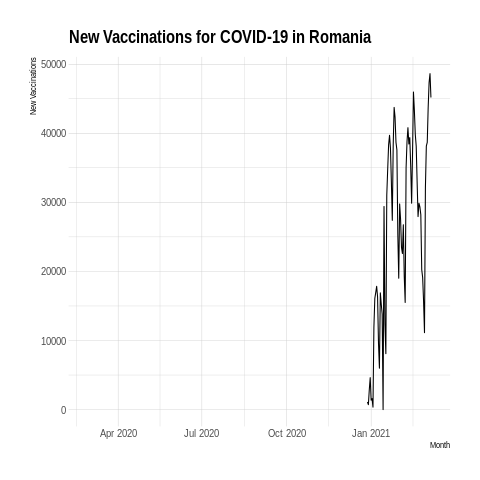 New Vaccinations for COVID-19 in Romania
New Vaccinations
50000
40000
30000
20000
10000
0
Apr 2020 Jul 2020 Oct 2020 Jan 2021
Month